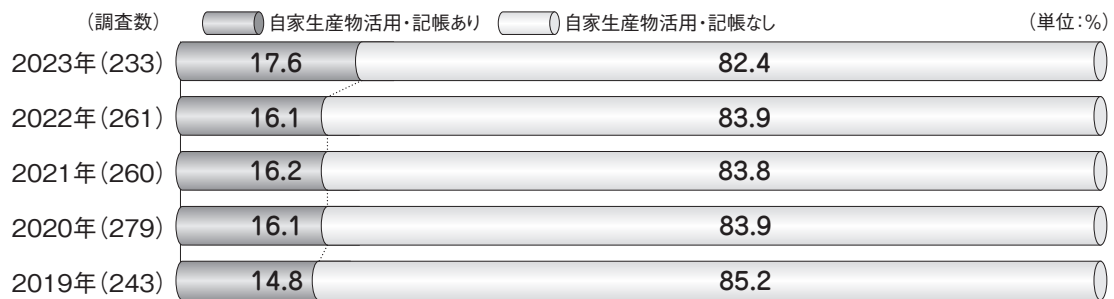 （調査数） 自家生産物活用・記帳あり 自家生産物活用・記帳なし （単位：％）
2023年（233） 17.6 82.4
2022年（261） 16.1 83.9
2021年（260） 16.2 83.8
2020年（279） 16.1 83.9
2019年（243） 14.8 85.2